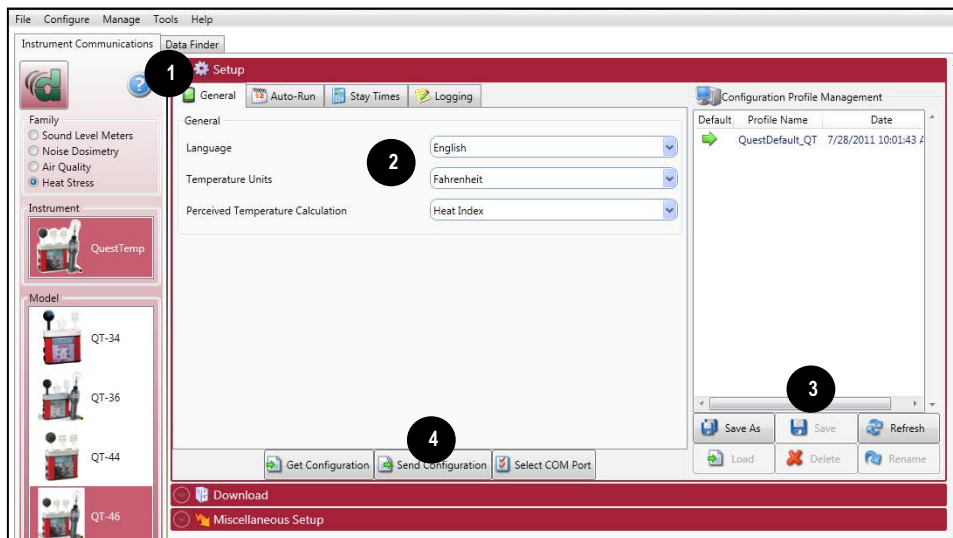 File Configure Manage Tools Help
Instrument Communications Data Finder
1 Setup
General Auto-Run Stay Times Logging
General
Language English
Temperature Units Fahrenheit
Perceived Temperature Calculation Heat Index
2
Family
Sound Level Meters
Noise Dosimetry
Air Quality
Heat Stress
Instrument
QuestTemp
Model
QT-34
QT-36
QT-44
QT-46
Configuration Profile Management
Default Profile Name Date
QuestDefault_QT 7/28/2011 10:01:43
3
Save As Save Refresh
Load Delete Rename
4
Get Configuration Send Configuration Select COM Port
Download
Miscellaneous Setup